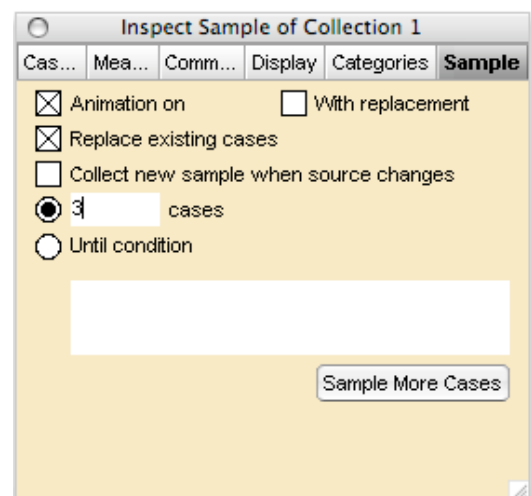 Inspect Sample of Collection 1
Cas... Mea... Comm... Display Categories Sample
Animation on With replacement
Replace existing cases
Collect new sample when source changes
3 cases
Until condition
Sample More Cases